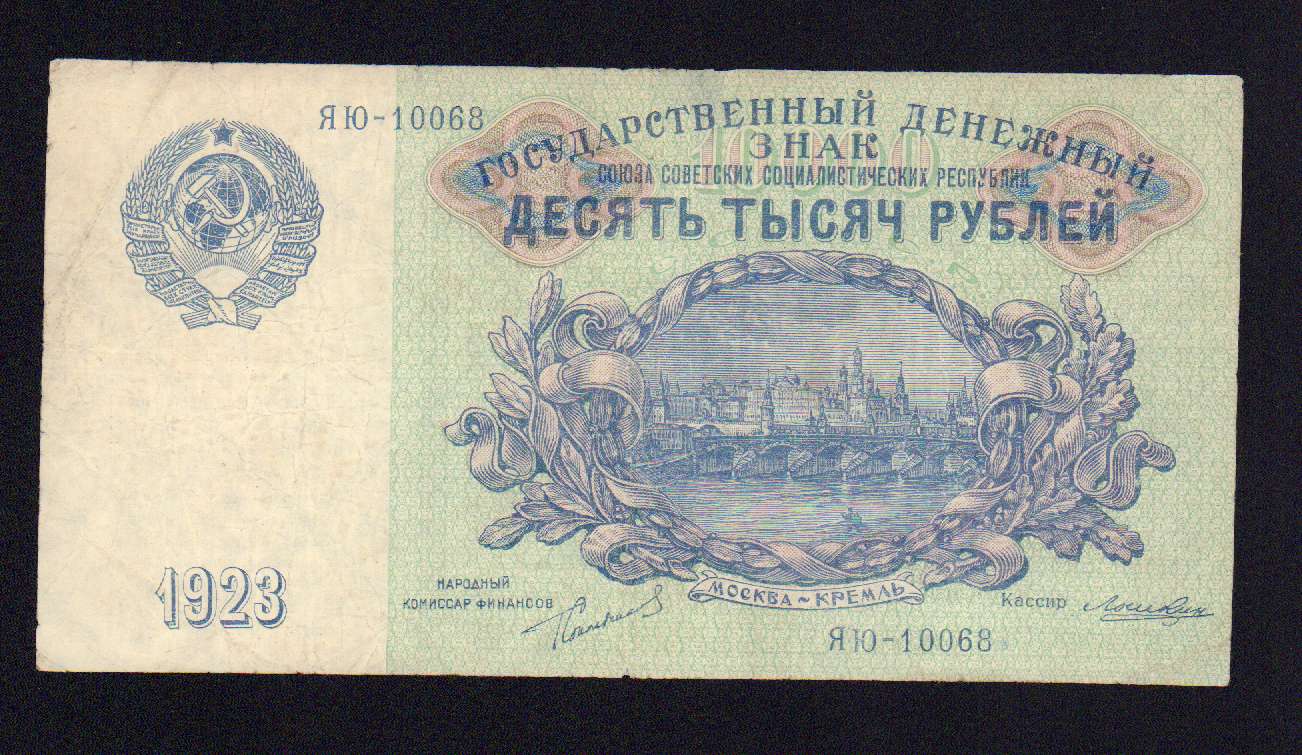 ЯЮ-10068
ГОСУДАРСТВЕННЫЙ ДЕНЕЖНЫЙ
ЗНАК
10000
СОЮЗА СОВЕТСКИХ СОЦИАЛИСТИЧЕСКИХ РЕСПУБЛИК
ДЕСЯТЬ ТЫСЯЧ РУБЛЕЙ
1923
НАРОДНЫЙ
КОМИССАР ФИНАНСОВ
МОСКВА ~ КРЕМЛЬ
Кассир
ЯЮ-10068